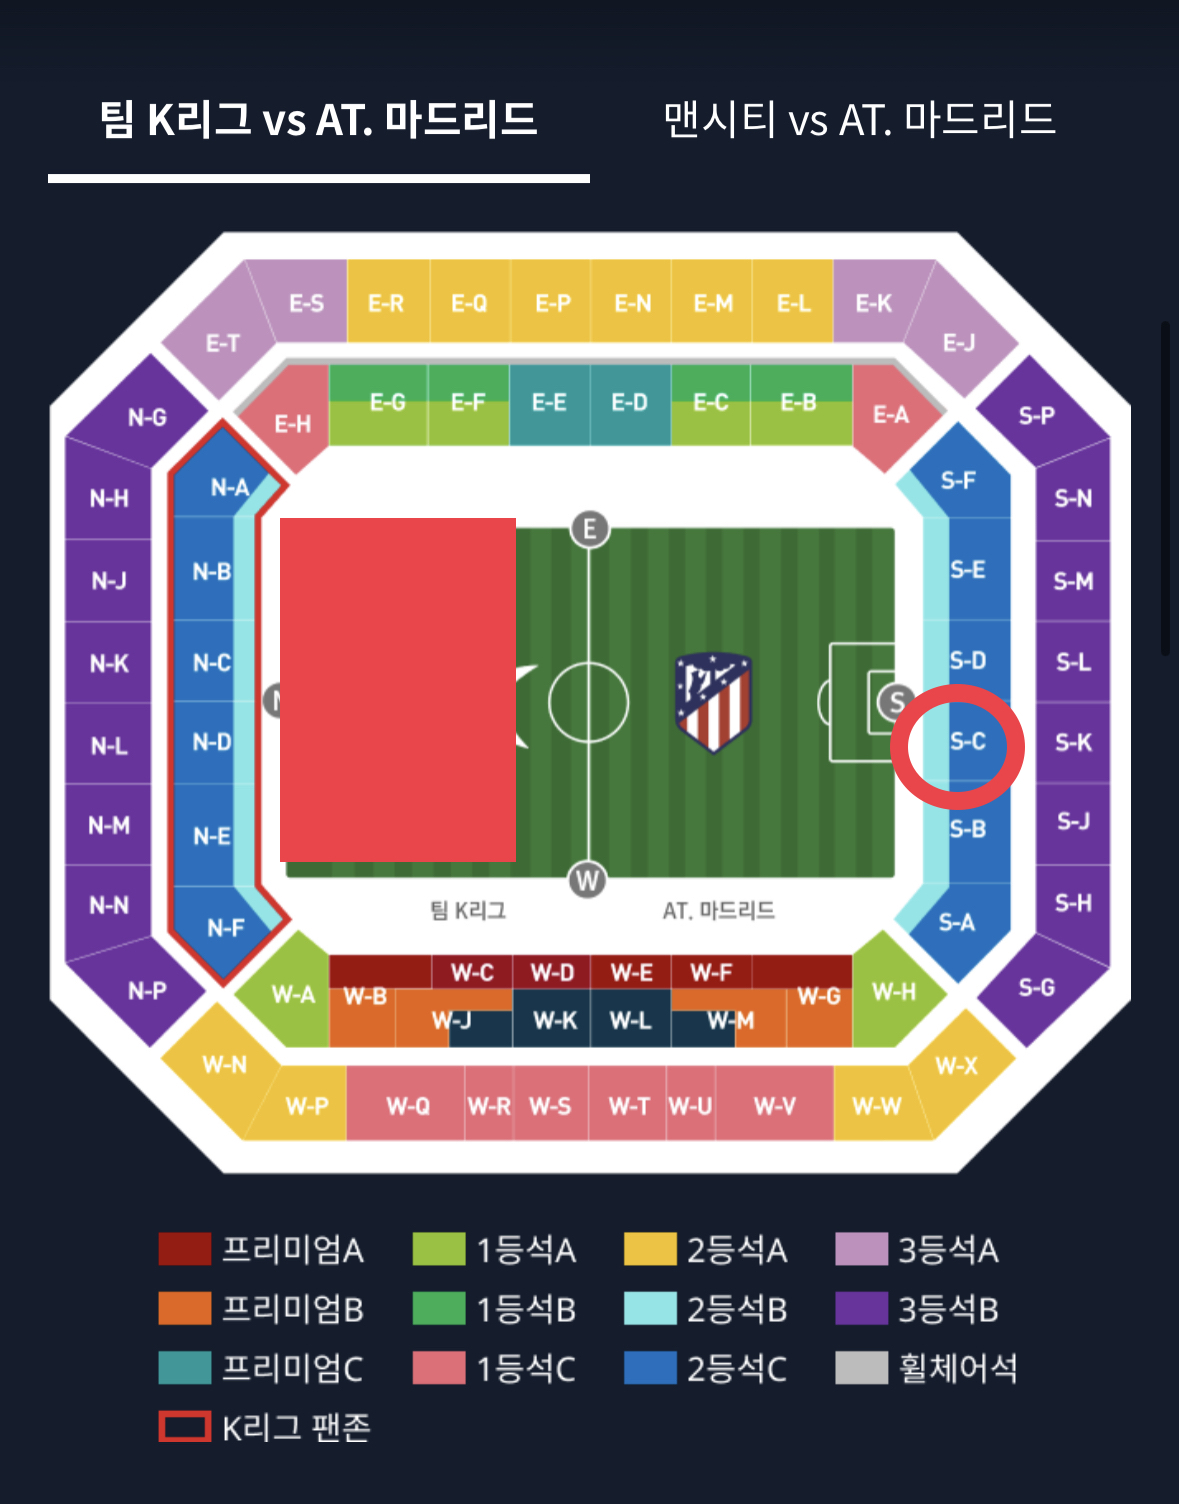 팀 K리그 vs AT. 마드리드
맨시티 vs AT. 마드리드
E-S
E-R
E-Q
E-P
E-N
E-M
E-L
E-K
E-T
E-J
E-G
E-F
E-E
E-D
E-C
E-B
E-H
E-A
N-G
S-P
N-A
S-F
N-H
S-N
E
N-B
S-E
N-J
S-M
N-C
S-D
N-K
S-L
S
N-D
S-C
N-L
S-K
N-E
S-B
N-M
S-J
W
N-N
S-H
팀 K리그
AT. 마드리드
N-F
S-A
N-P
S-G
W-A
W-B
W-C
W-D
W-E
W-F
W-G
W-H
W-J
W-K
W-L
W-M
W-N
W-X
W-P
W-Q
W-R
W-S
W-T
W-U
W-V
W-W
프리미엄A
1등석A
2등석A
3등석A
프리미엄B
1등석B
2등석B
3등석B
프리미엄C
1등석C
2등석C
휠체어석
K리그 팬존